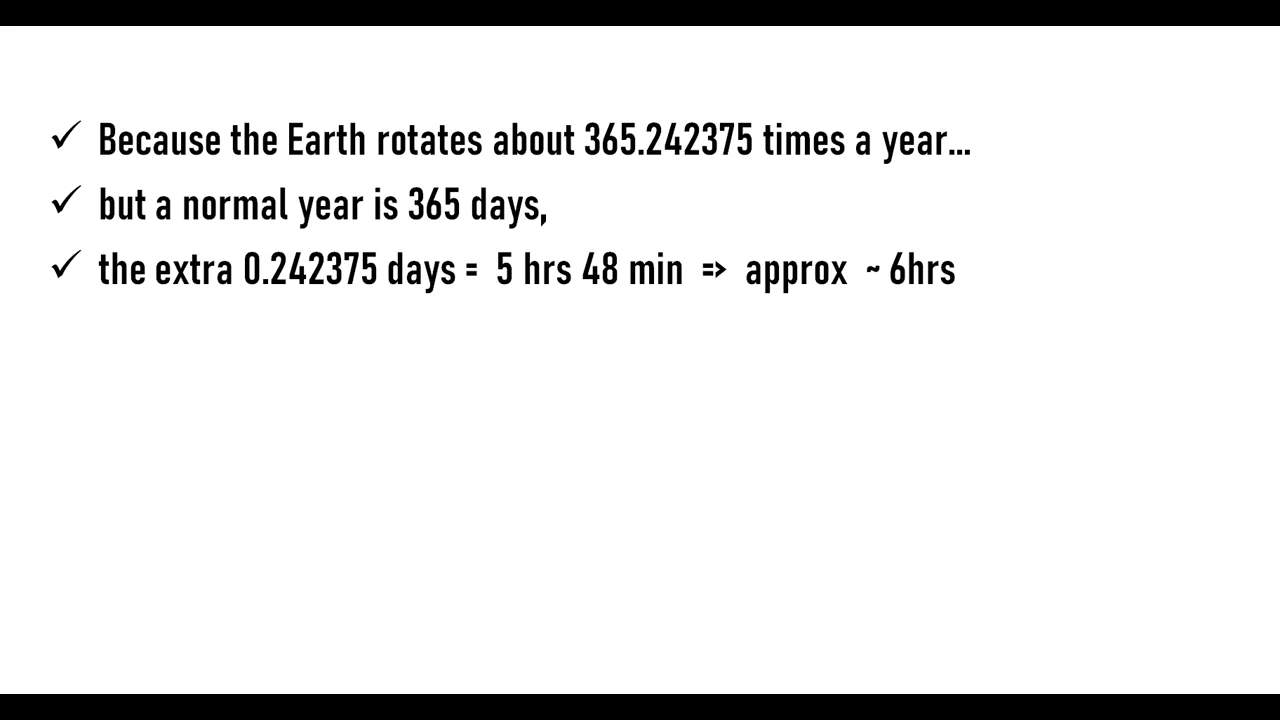 ✓ Because the Earth rotates about 365.242375 times a year...
✓ but a normal year is 365 days,
✓ the extra 0.242375 days = 5 hrs 48 min => approx ~ 6hrs